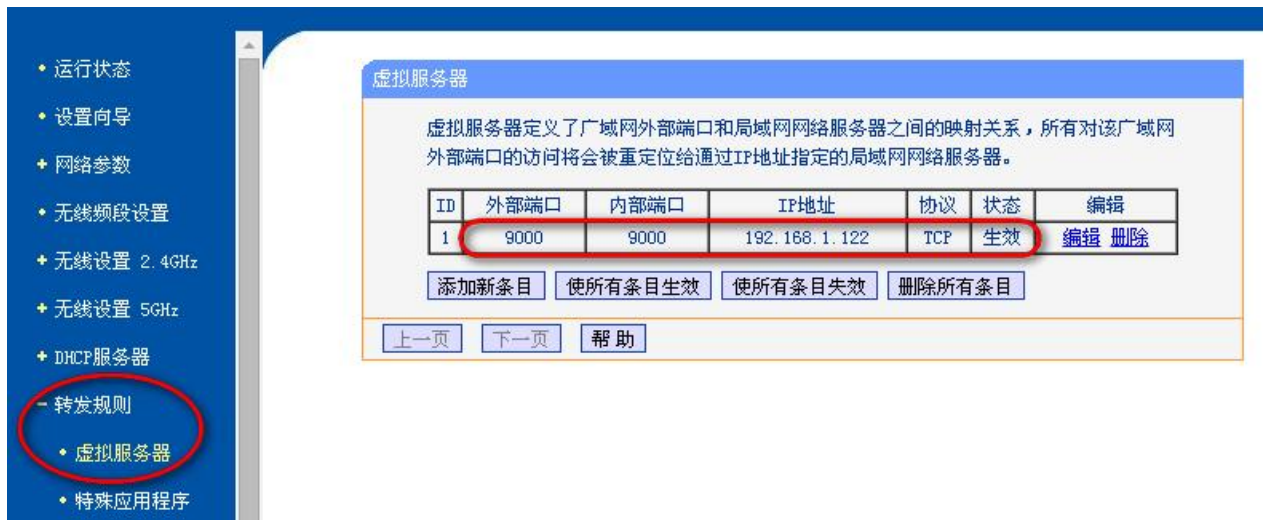 运行状态
设置向导
网络参数
无线频段设置
无线设置 2.4GHz
无线设置 5GHz
DHCP服务器
转发规则
虚拟服务器
特殊应用程序
虚拟服务器
虚拟服务器定义了广域网外部端口和局域网网络服务器之间的映射关系，所有对该广域网
外部端口的访问将会被重定位给通过IP地址指定的局域网网络服务器。
ID 外部端口 内部端口 IP地址 协议 状态 编辑
1 9000 9000 192.168.1.122 TCP 生效 编辑 删除
添加新条目 使所有条目生效 使所有条目失效 删除所有条目
上一页 下一页 帮助